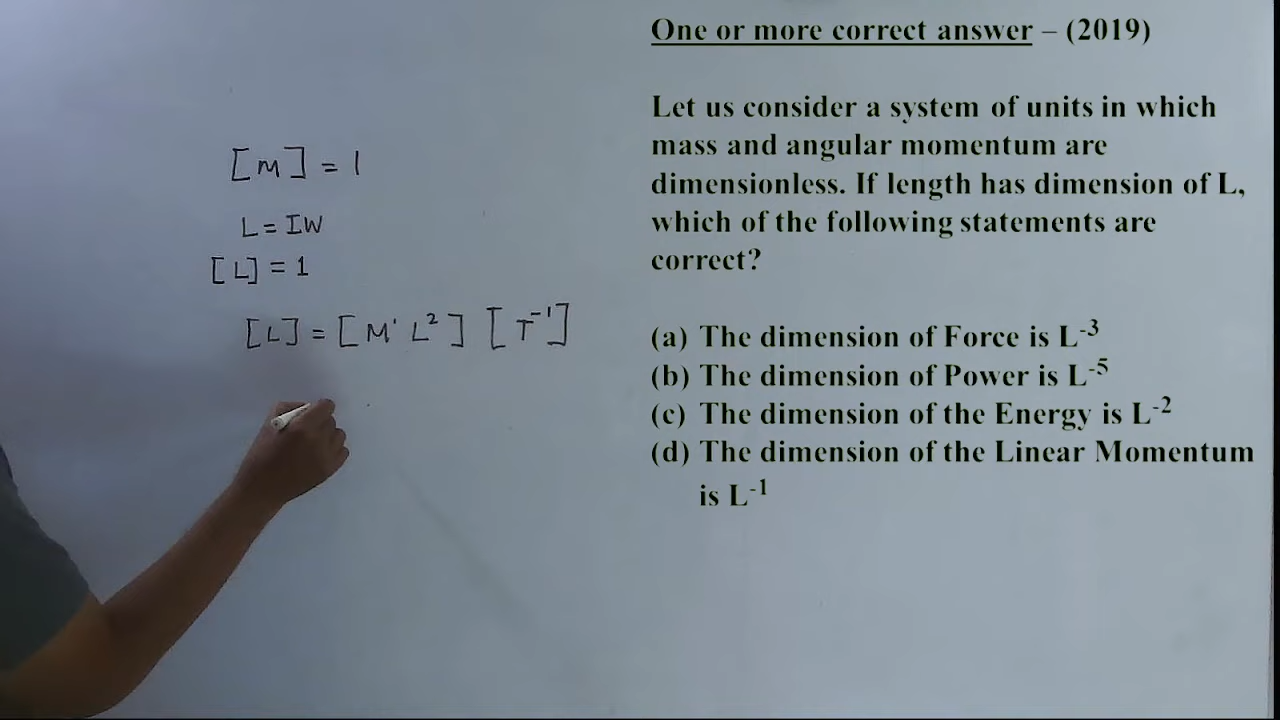 [M] = 1
L = IW
[L] = 1
[L] = [M¹ L²] [T⁻¹]
One or more correct answer – (2019)
Let us consider a system of units in which
mass and angular momentum are
dimensionless. If length has dimension of L,
which of the following statements are
correct?
(a) The dimension of Force is L⁻³
(b) The dimension of Power is L⁻⁵
(c) The dimension of the Energy is L⁻²
(d) The dimension of the Linear Momentum
is L⁻¹